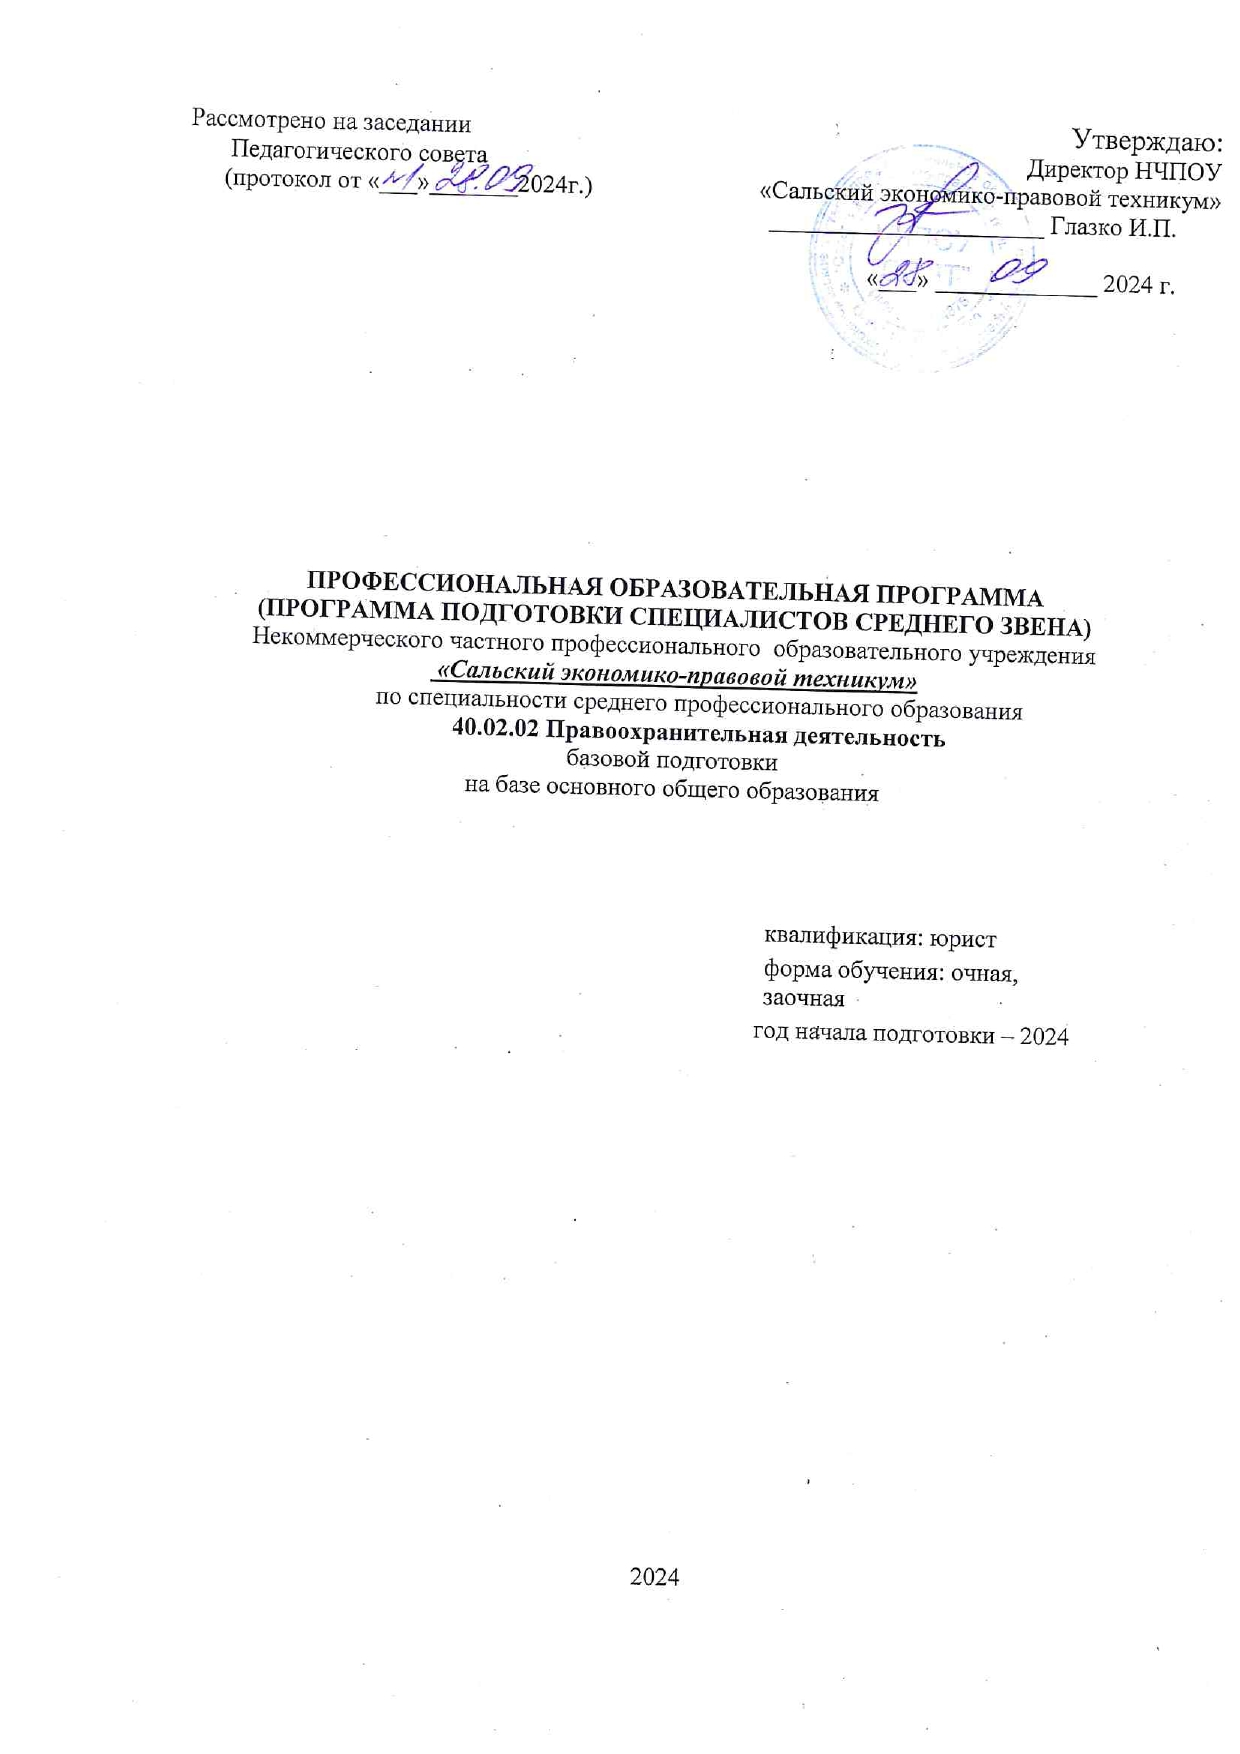 Рассмотрено на заседании
Педагогического совета
(протокол от «№1» 28.09 2024г.)
Утверждаю:
Директор НЧПОУ
«Сальский экономико-правовой техникум»
Глазко И.П.
«28» 09 2024 г.
ПРОФЕССИОНАЛЬНАЯ ОБРАЗОВАТЕЛЬНАЯ ПРОГРАММА
(ПРОГРАММА ПОДГОТОВКИ СПЕЦИАЛИСТОВ СРЕДНЕГО ЗВЕНА)
Некоммерческого частного профессионального образовательного учреждения
«Сальский экономико-правовой техникум»
по специальности среднего профессионального образования
40.02.02 Правоохранительная деятельность
базовой подготовки
на базе основного общего образования
квалификация: юрист
форма обучения: очная,
заочная
год начала подготовки – 2024
2024